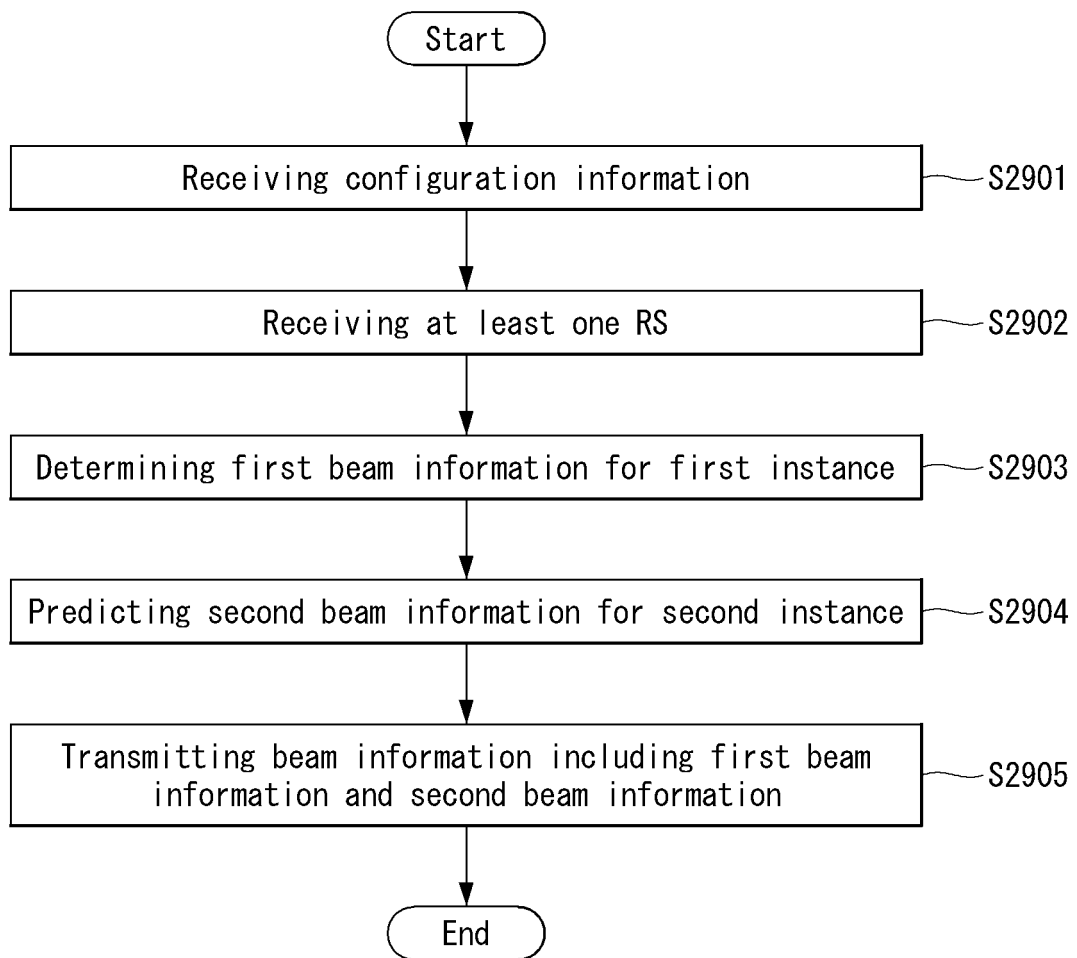 Start
Receiving configuration information
S2901
Receiving at least one RS
S2902
Determining first beam information for first instance
S2903
Predicting second beam information for second instance
S2904
Transmitting beam information including first beam
information and second beam information
S2905
End